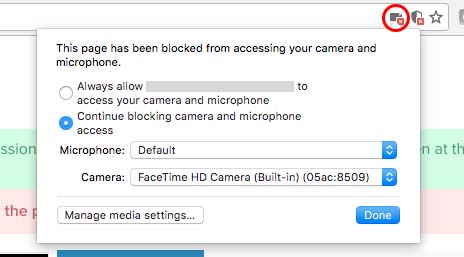 This page has been blocked from accessing your camera and
microphone.
Always allow to
access your camera and microphone
Continue blocking camera and microphone
access
Microphone: Default
Camera: FaceTime HD Camera (Built-in) (05ac:8509)
Manage media settings... Done
ssion
en at th
the p